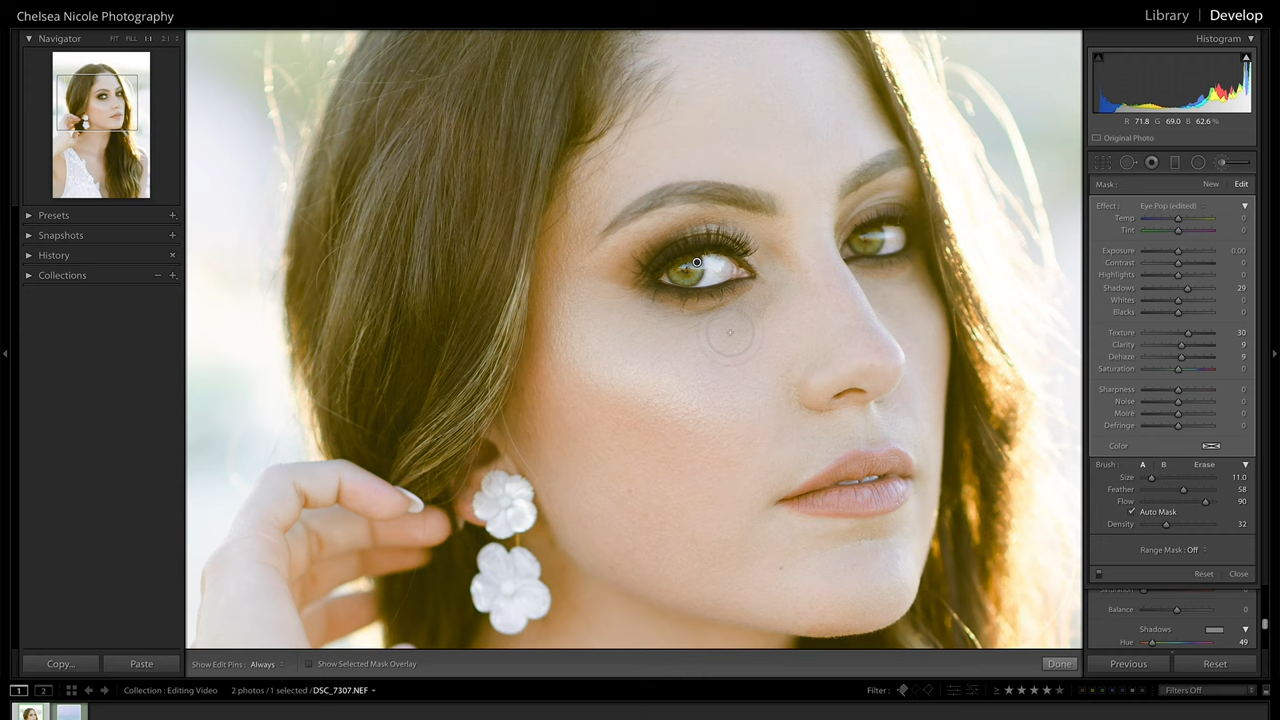 Chelsea Nicole Photography
Library | Develop
Navigator FIT FILL 1:1 2:1
Presets
Snapshots
History
Collections
Copy... Paste
Histogram
R 71.8 G 69.0 B 62.6 %
Original Photo
Mask : New Edit
Effect : Eye Pop (edited)
Temp 0
Tint 0
Exposure 0.00
Contrast 0
Highlights 0
Shadows 29
Whites 0
Blacks 0
Texture 30
Clarity 9
Dehaze 9
Saturation 0
Sharpness 0
Noise 0
Moire 0
Defringe 0
Color
Brush : A B Erase
Size 11.0
Feather 58
Flow 90
Auto Mask
Density 32
Range Mask : Off
Reset Close
Saturation 0
Balance 0
Shadows
Hue 49
Previous Reset
Show Edit Pins : Always Show Selected Mask Overlay Done
1 2 Collection : Editing Video 2 photos / 1 selected / DSC_7307.NEF Filter : ≥ ★★★★★ Filters Off